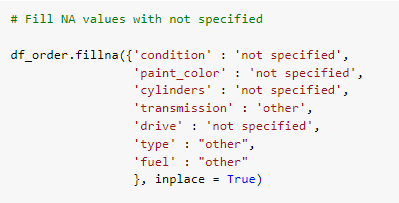 # Fill NA values with not specified
df_order.fillna({'condition' : 'not specified',
'paint_color' : 'not specified',
'cylinders' : 'not specified',
'transmission' : 'other',
'drive' : 'not specified',
'type' : "other",
'fuel' : "other"
}, inplace = True)